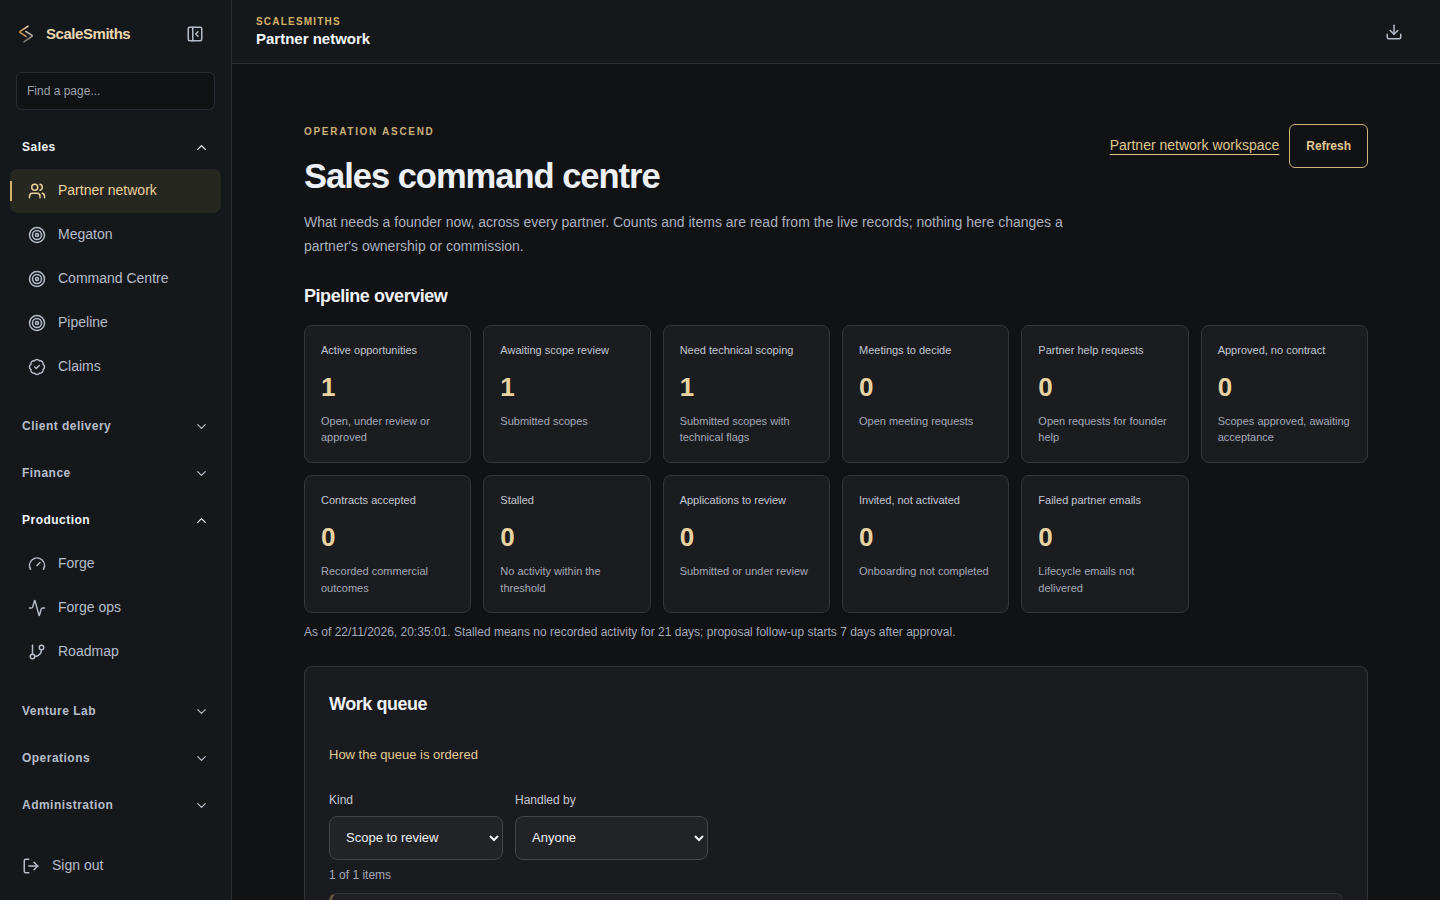 ScaleSmiths
Find a page...
Sales
Partner network
Megaton
Command Centre
Pipeline
Claims
Client delivery
Finance
Production
Forge
Forge ops
Roadmap
Venture Lab
Operations
Administration
Sign out
SCALESMITHS
Partner network
OPERATION ASCEND
Sales command centre
What needs a founder now, across every partner. Counts and items are read from the live records; nothing here changes a
partner's ownership or commission.
Partner network workspace
Refresh
Pipeline overview
Active opportunities
1
Open, under review or
approved
Awaiting scope review
1
Submitted scopes
Need technical scoping
1
Submitted scopes with
technical flags
Meetings to decide
0
Open meeting requests
Partner help requests
0
Open requests for founder
help
Approved, no contract
0
Scopes approved, awaiting
acceptance
Contracts accepted
0
Recorded commercial
outcomes
Stalled
0
No activity within the
threshold
Applications to review
0
Submitted or under review
Invited, not activated
0
Onboarding not completed
Failed partner emails
0
Lifecycle emails not
delivered
As of 22/11/2026, 20:35:01. Stalled means no recorded activity for 21 days; proposal follow-up starts 7 days after approval.
Work queue
How the queue is ordered
Kind
Scope to review
Handled by
Anyone
1 of 1 items